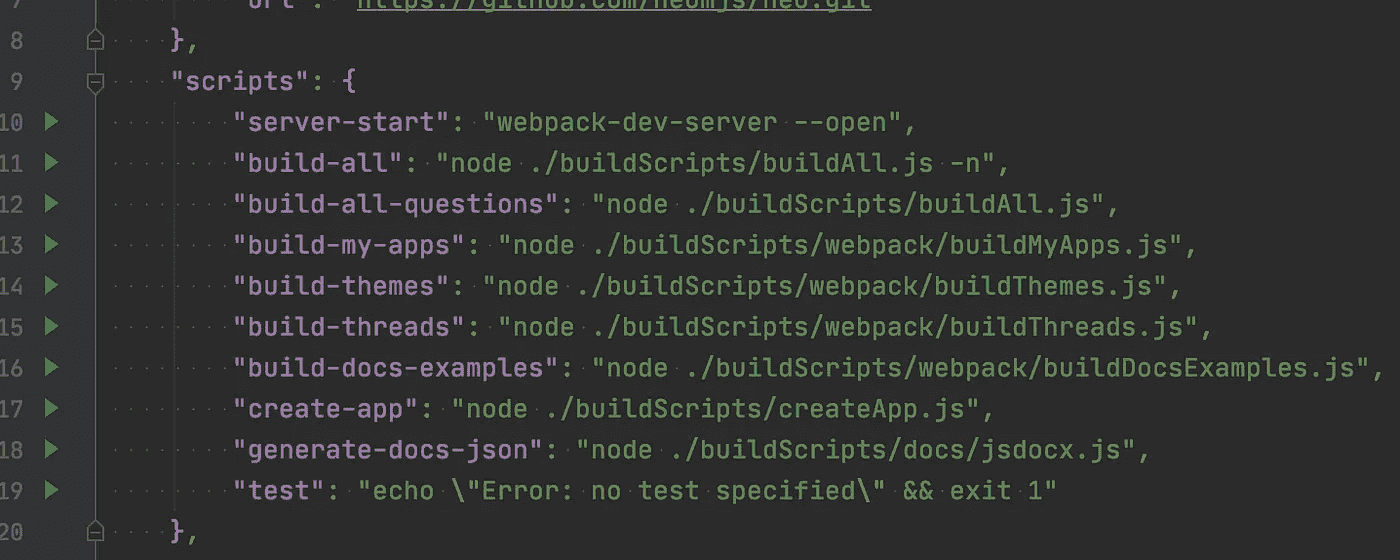 7 "url": "https://github.com/neomjs/neo.git
8 },
9 "scripts": {
10 "server-start": "webpack-dev-server --open",
11 "build-all": "node ./buildScripts/buildAll.js -n",
12 "build-all-questions": "node ./buildScripts/buildAll.js",
13 "build-my-apps": "node ./buildScripts/webpack/buildMyApps.js",
14 "build-themes": "node ./buildScripts/webpack/buildThemes.js",
15 "build-threads": "node ./buildScripts/webpack/buildThreads.js",
16 "build-docs-examples": "node ./buildScripts/webpack/buildDocsExamples.js",
17 "create-app": "node ./buildScripts/createApp.js",
18 "generate-docs-json": "node ./buildScripts/docs/jsdocx.js",
19 "test": "echo \"Error: no test specified\" && exit 1"
20 },